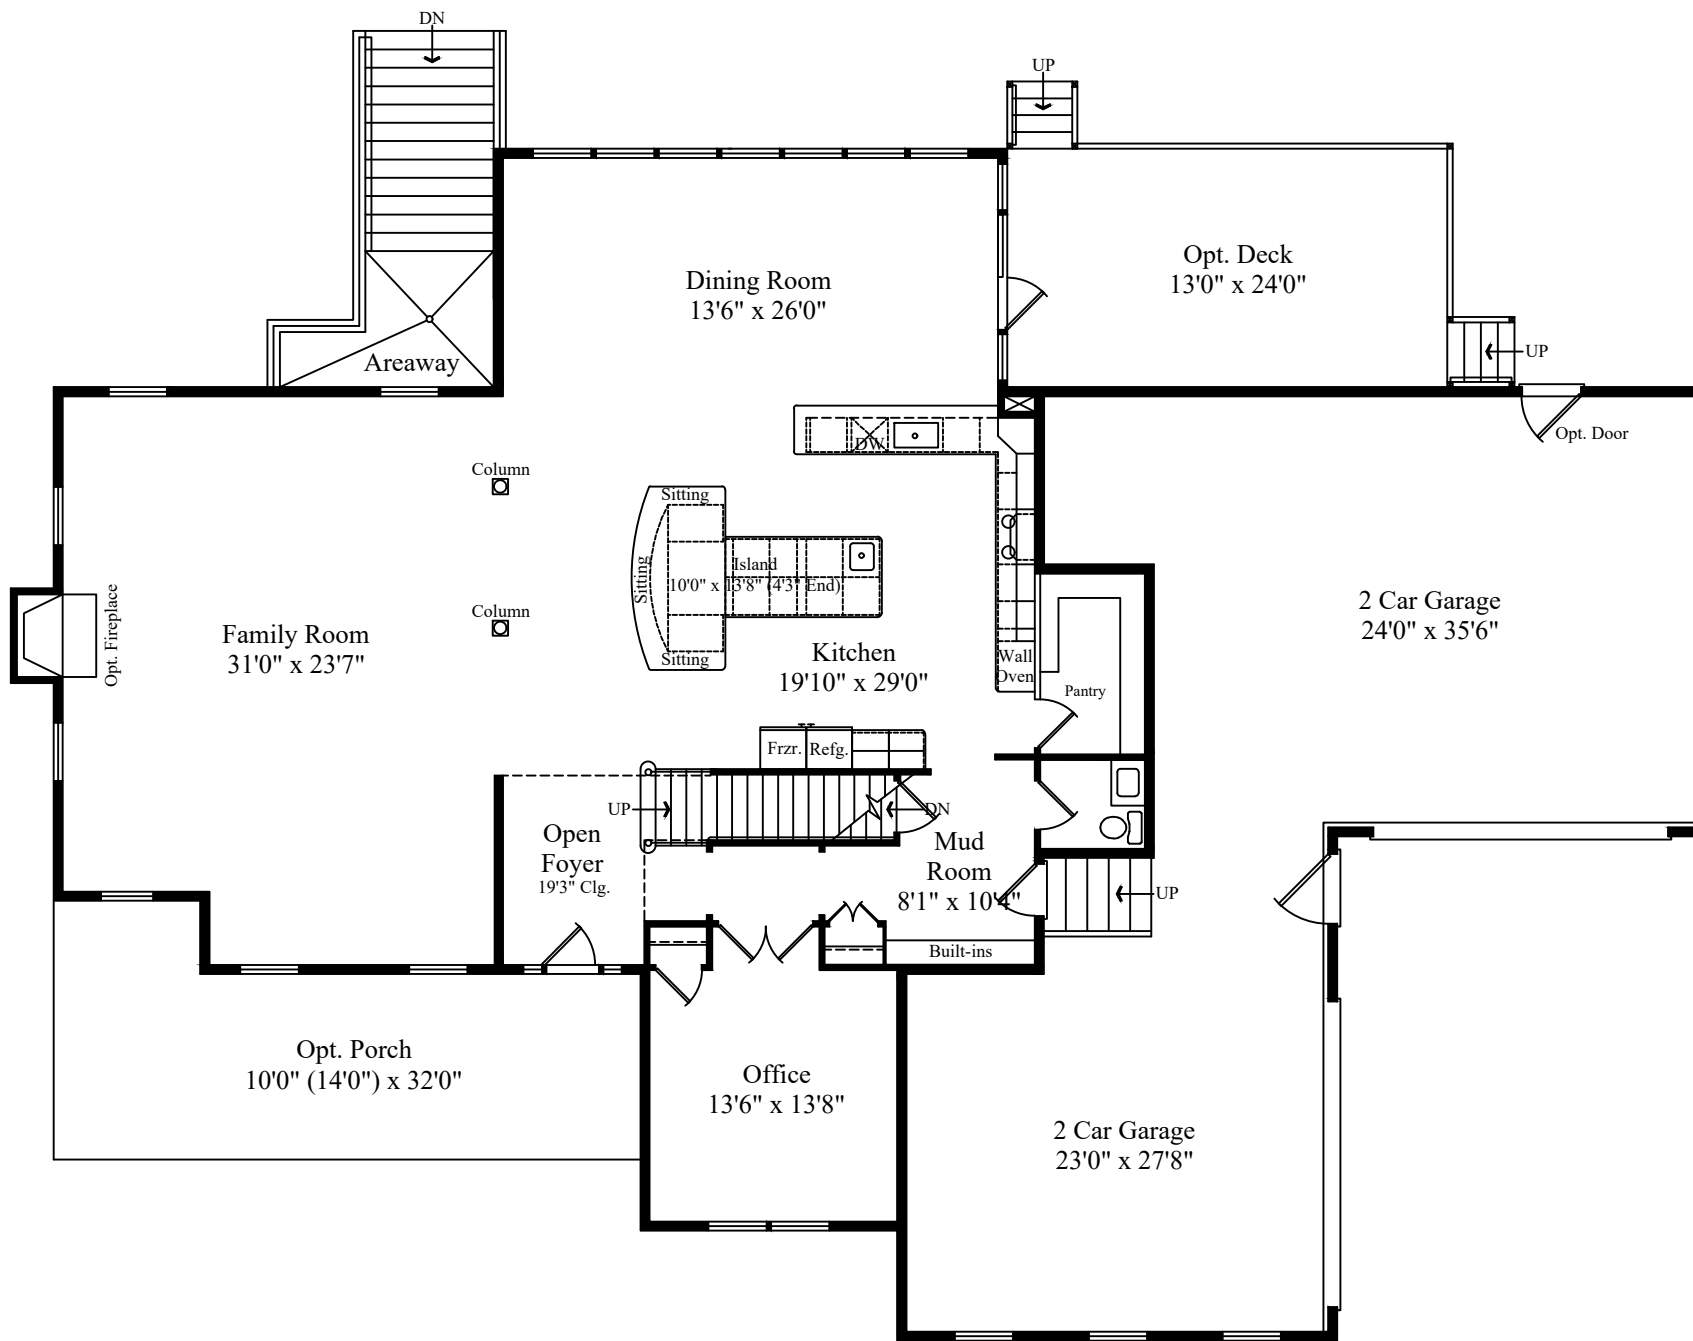 DN
UP
Opt. Deck
13'0" x 24'0"
Dining Room
13'6" x 26'0"
UP
Areaway
Opt. Door
DW
Column
Sitting
Sitting
Island
10'0" x 13'8" (4'3" End)
Opt. Fireplace
Column
2 Car Garage
24'0" x 35'6"
Family Room
31'0" x 23'7"
Sitting
Kitchen
19'10" x 29'0"
Wall
Oven
Pantry
Frzr.
Refg.
UP
DN
Open
Foyer
19'3" Clg.
Mud
Room
8'1" x 10'4"
UP
Built-ins
Opt. Porch
10'0" (14'0") x 32'0"
Office
13'6" x 13'8"
2 Car Garage
23'0" x 27'8"